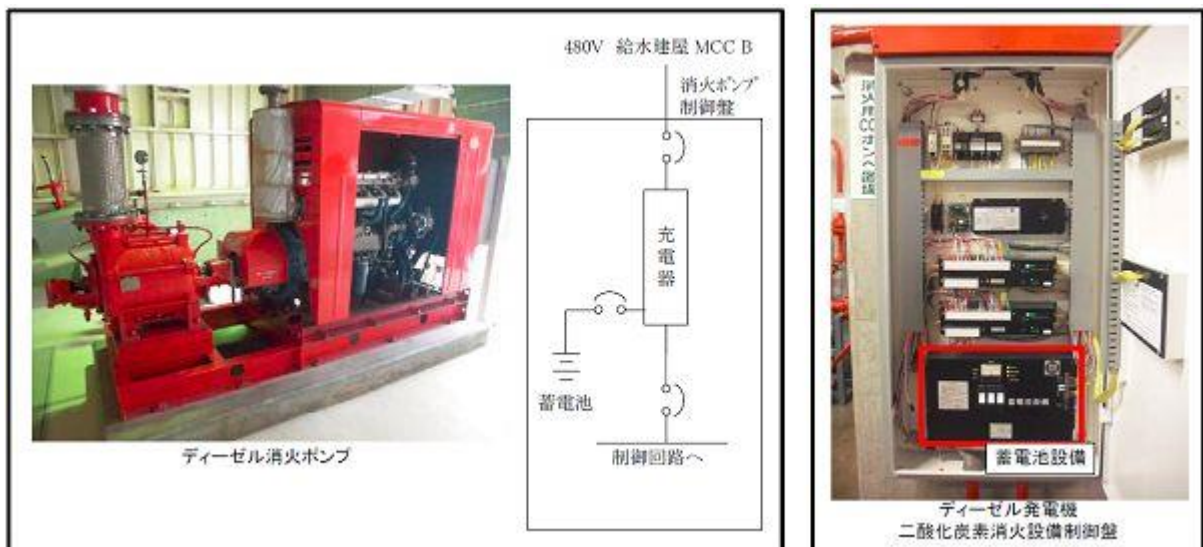 480V 給水建屋 MCC B
消火ポンプ
制御盤
充電器
蓄電池
制御回路へ
ディーゼル消火ポンプ
蓄電池設備
ディーゼル発電機
二酸化炭素消火設備制御盤